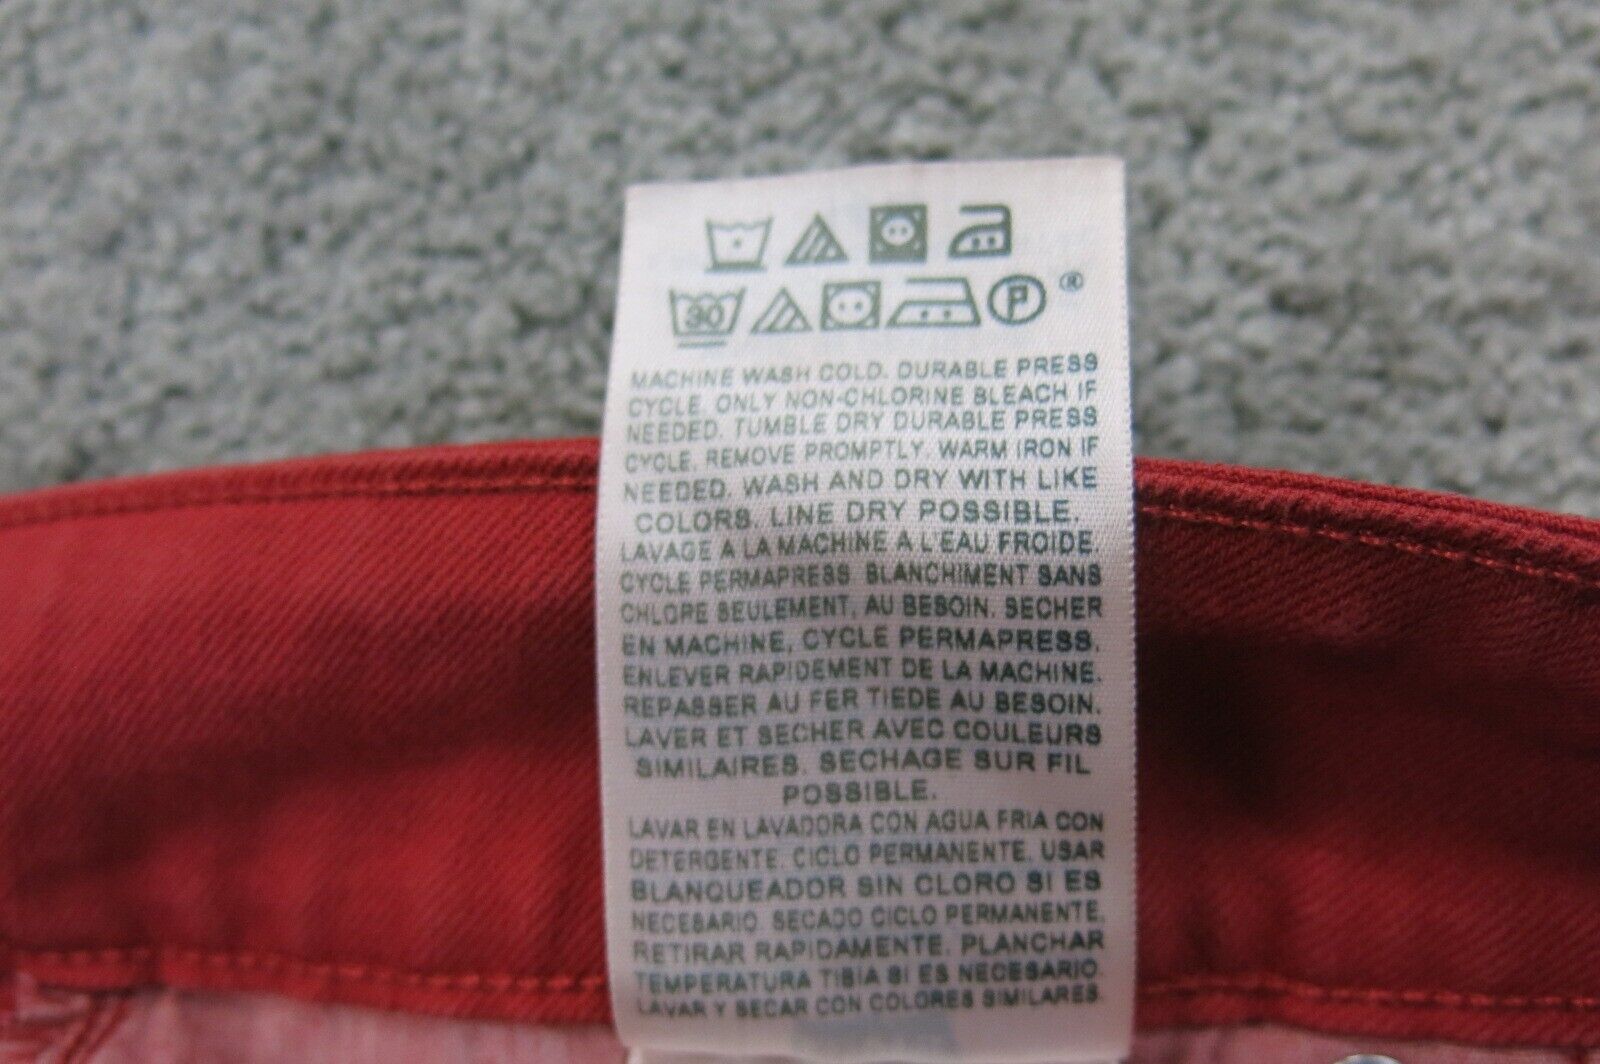 30 P ®
MACHINE WASH COLD. DURABLE PRESS
CYCLE. ONLY NON-CHLORINE BLEACH IF
NEEDED. TUMBLE DRY DURABLE PRESS
CYCLE. REMOVE PROMPTLY. WARM IRON IF
NEEDED. WASH AND DRY WITH LIKE
COLORS. LINE DRY POSSIBLE.
LAVAGE A LA MACHINE A L'EAU FROIDE.
CYCLE PERMAPRESS. BLANCHIMENT SANS
CHLORE SEULEMENT, AU BESOIN. SECHER
EN MACHINE, CYCLE PERMAPRESS.
ENLEVER RAPIDEMENT DE LA MACHINE.
REPASSER AU FER TIEDE AU BESOIN.
LAVER ET SECHER AVEC COULEURS
SIMILAIRES. SECHAGE SUR FIL
POSSIBLE.
LAVAR EN LAVADORA CON AGUA FRIA CON
DETERGENTE. CICLO PERMANENTE. USAR
BLANQUEADOR SIN CLORO SI ES
NECESARIO. SECADO CICLO PERMANENTE.
RETIRAR RAPIDAMENTE. PLANCHAR
TEMPERATURA TIBIA SI ES NECESARIO.
LAVAR Y SECAR CON COLORES SIMILARES.